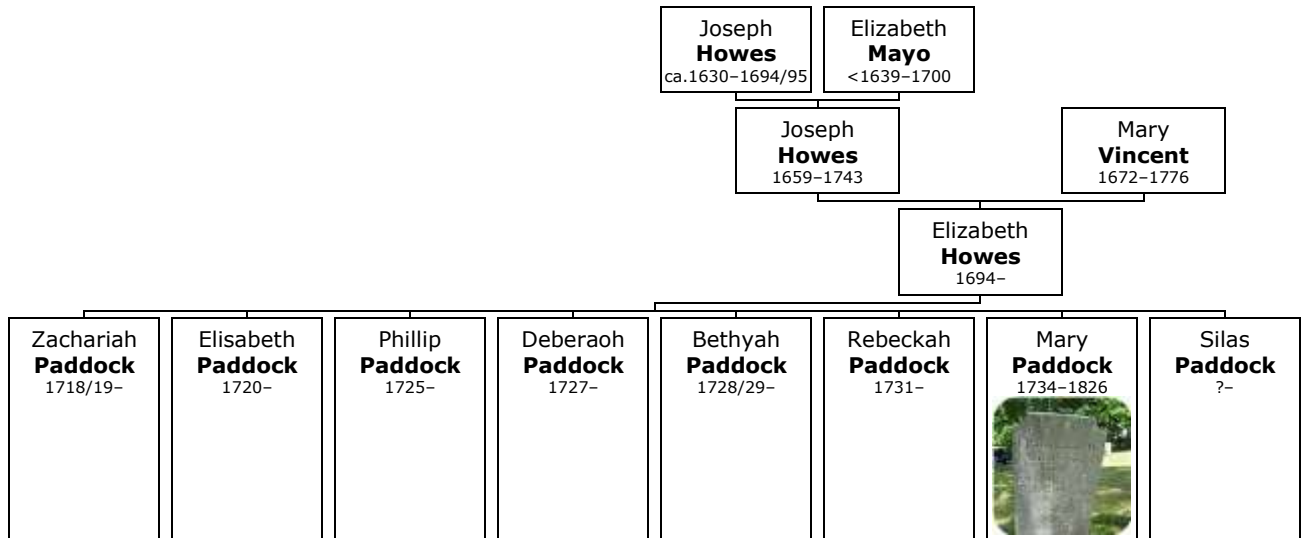 Joseph
Howes
ca.1630–1694/95
Elizabeth
Mayo
<1639–1700
Joseph
Howes
1659–1743
Mary
Vincent
1672–1776
Elizabeth
Howes
1694–
Zachariah
Paddock
1718/19–
Elisabeth
Paddock
1720–
Phillip
Paddock
1725–
Deberaoh
Paddock
1727–
Bethyah
Paddock
1728/29–
Rebeckah
Paddock
1731–
Mary
Paddock
1734–1826
Silas
Paddock
?–